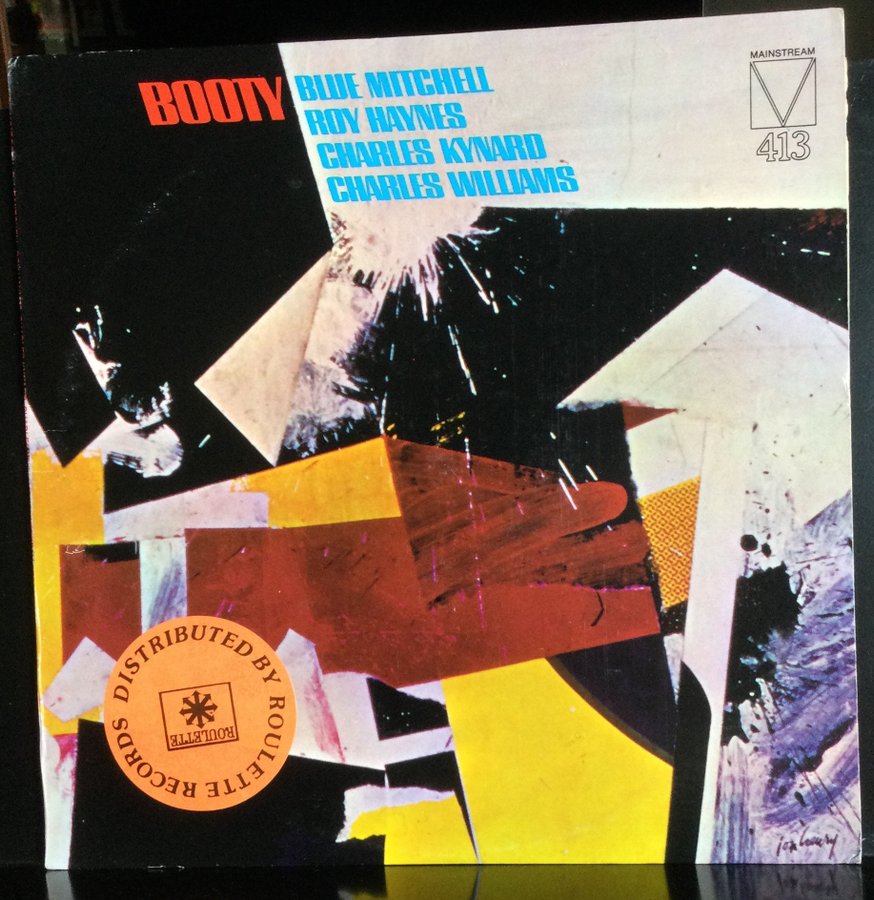 BOOTY BLUE MITCHELL
ROY HAYNES
CHARLES KYNARD
CHARLES WILLIAMS
MAINSTREAM
413
DISTRIBUTED BY ROULETTE RECORDS
ROULETTE